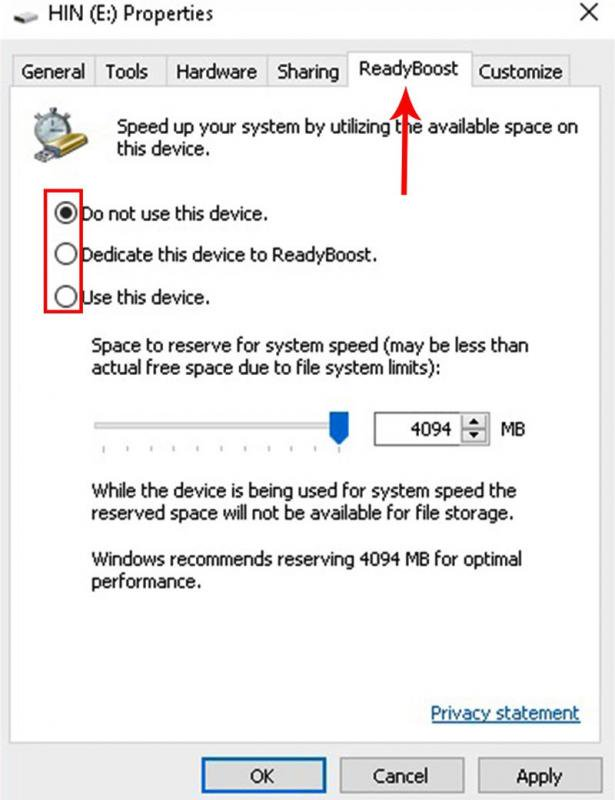 HIN (E:) Properties
General Tools Hardware Sharing ReadyBoost Customize
Speed up your system by utilizing the available space on
this device.
Do not use this device.
Dedicate this device to ReadyBoost.
Use this device.
Space to reserve for system speed (may be less than
actual free space due to file system limits):
4094 MB
While the device is being used for system speed the
reserved space will not be available for file storage.
Windows recommends reserving 4094 MB for optimal
performance.
Privacy statement
OK Cancel Apply